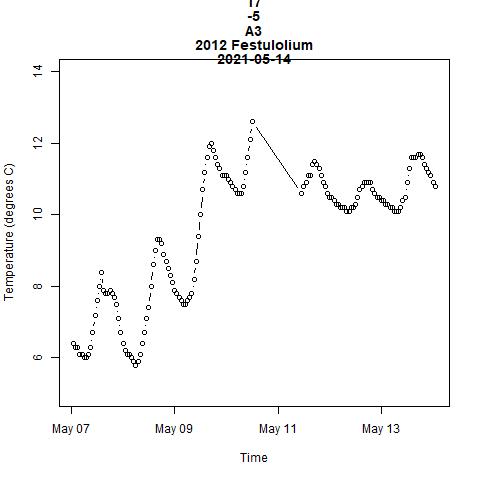 17
-5
A3
2012 Festulolium
2021-05-14
Temperature (degrees C)
14
12
10
8
6
May 07
May 09
May 11
May 13
Time